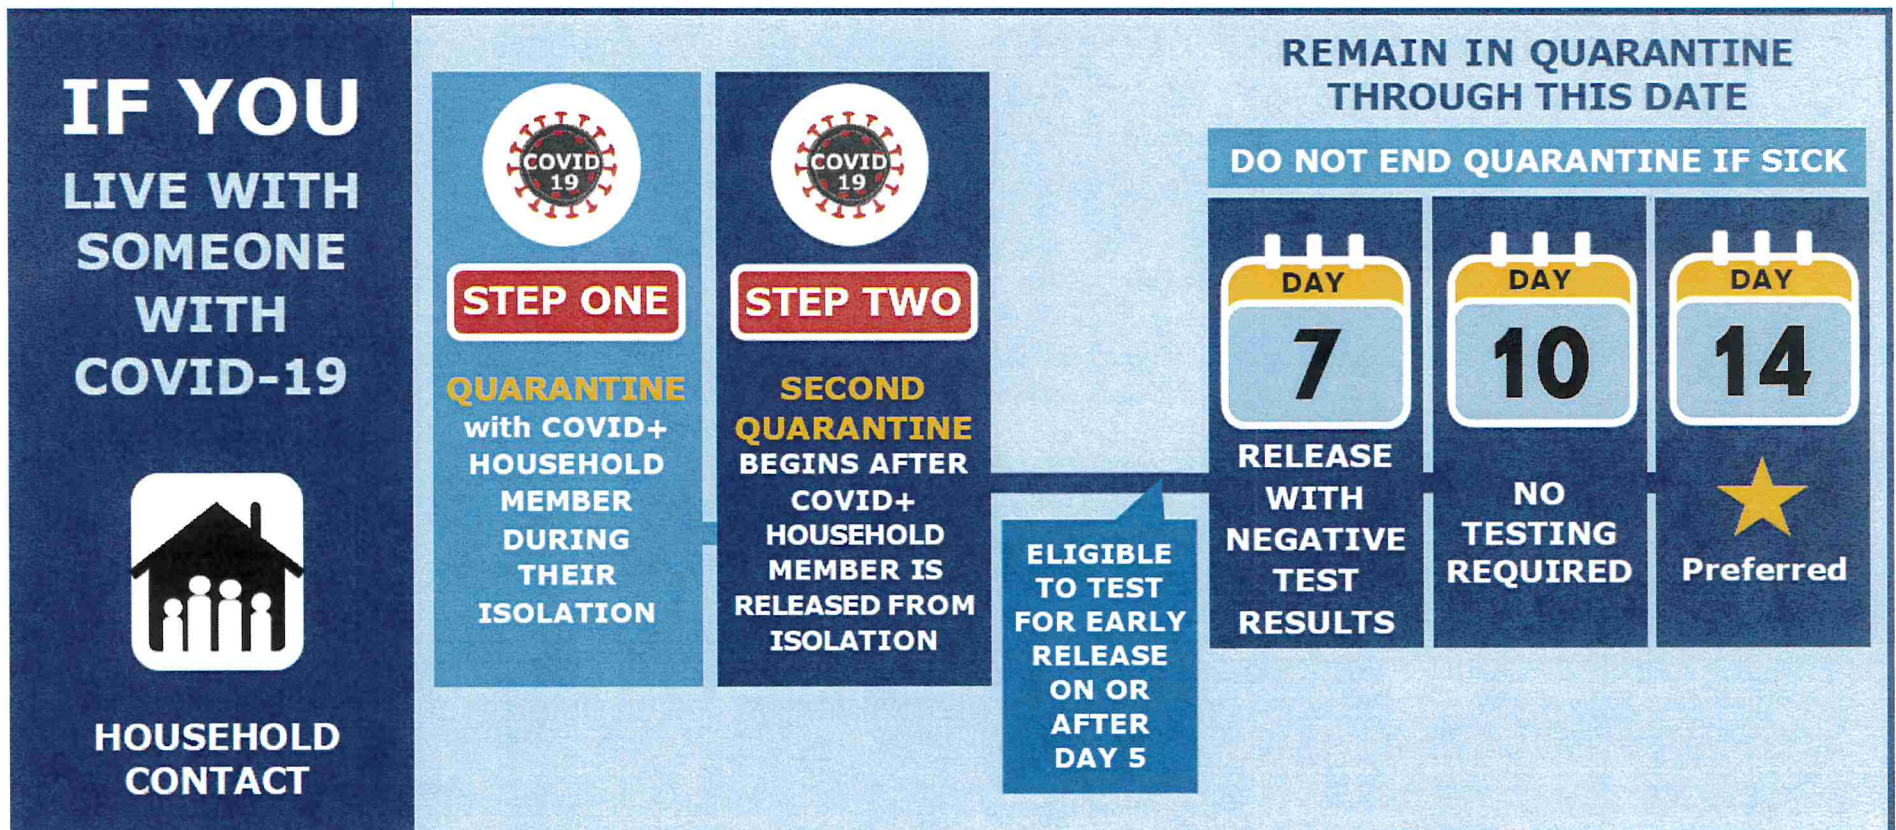 IF YOU
LIVE WITH
SOMEONE
WITH
COVID-19
HOUSEHOLD
CONTACT
COVID
19
STEP ONE
QUARANTINE
with COVID+
HOUSEHOLD
MEMBER
DURING
THEIR
ISOLATION
COVID
19
STEP TWO
SECOND
QUARANTINE
BEGINS AFTER
COVID+
HOUSEHOLD
MEMBER IS
RELEASED FROM
ISOLATION
ELIGIBLE
TO TEST
FOR EARLY
RELEASE
ON OR
AFTER
DAY 5
REMAIN IN QUARANTINE
THROUGH THIS DATE
DO NOT END QUARANTINE IF SICK
DAY
7
RELEASE
WITH
NEGATIVE
TEST
RESULTS
DAY
10
NO
TESTING
REQUIRED
DAY
14
Preferred